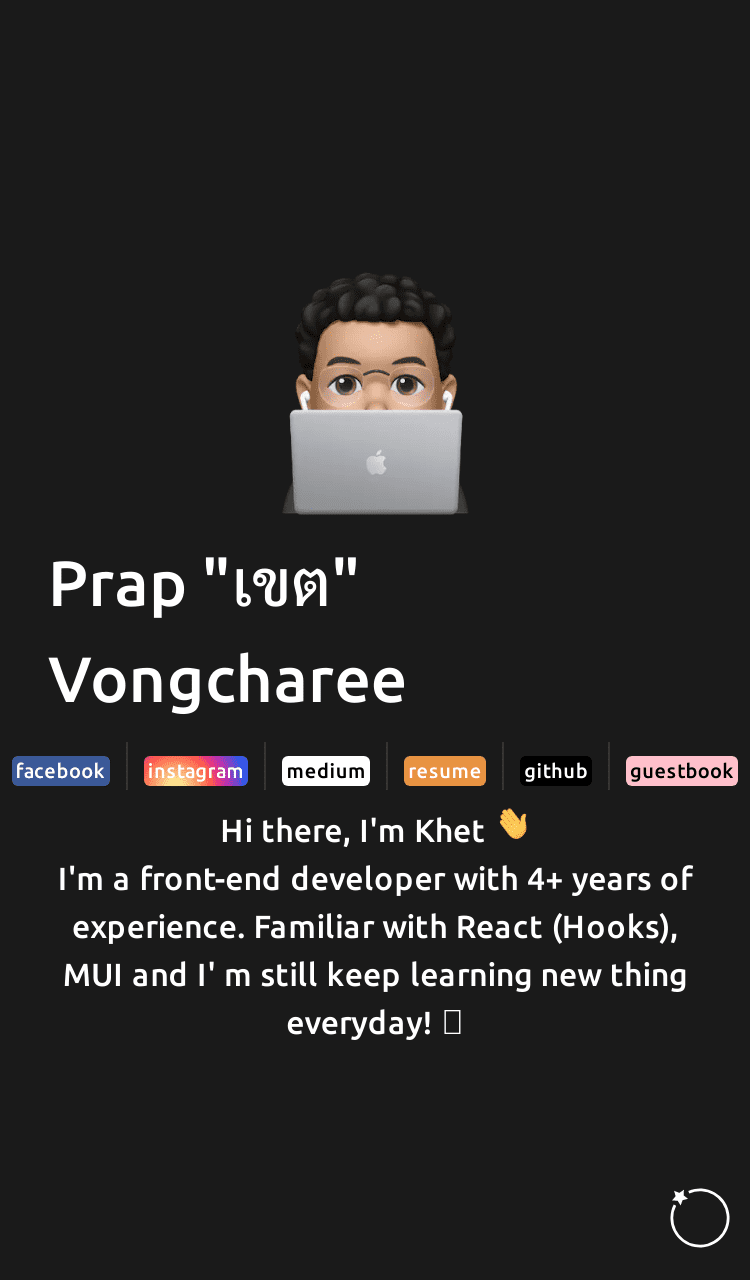 Prap "เขต"
Vongcharee
facebook instagram medium resume github guestbook
Hi there, I'm Khet 👋
I'm a front-end developer with 4+ years of
experience. Familiar with React (Hooks),
MUI and I' m still keep learning new thing
everyday!